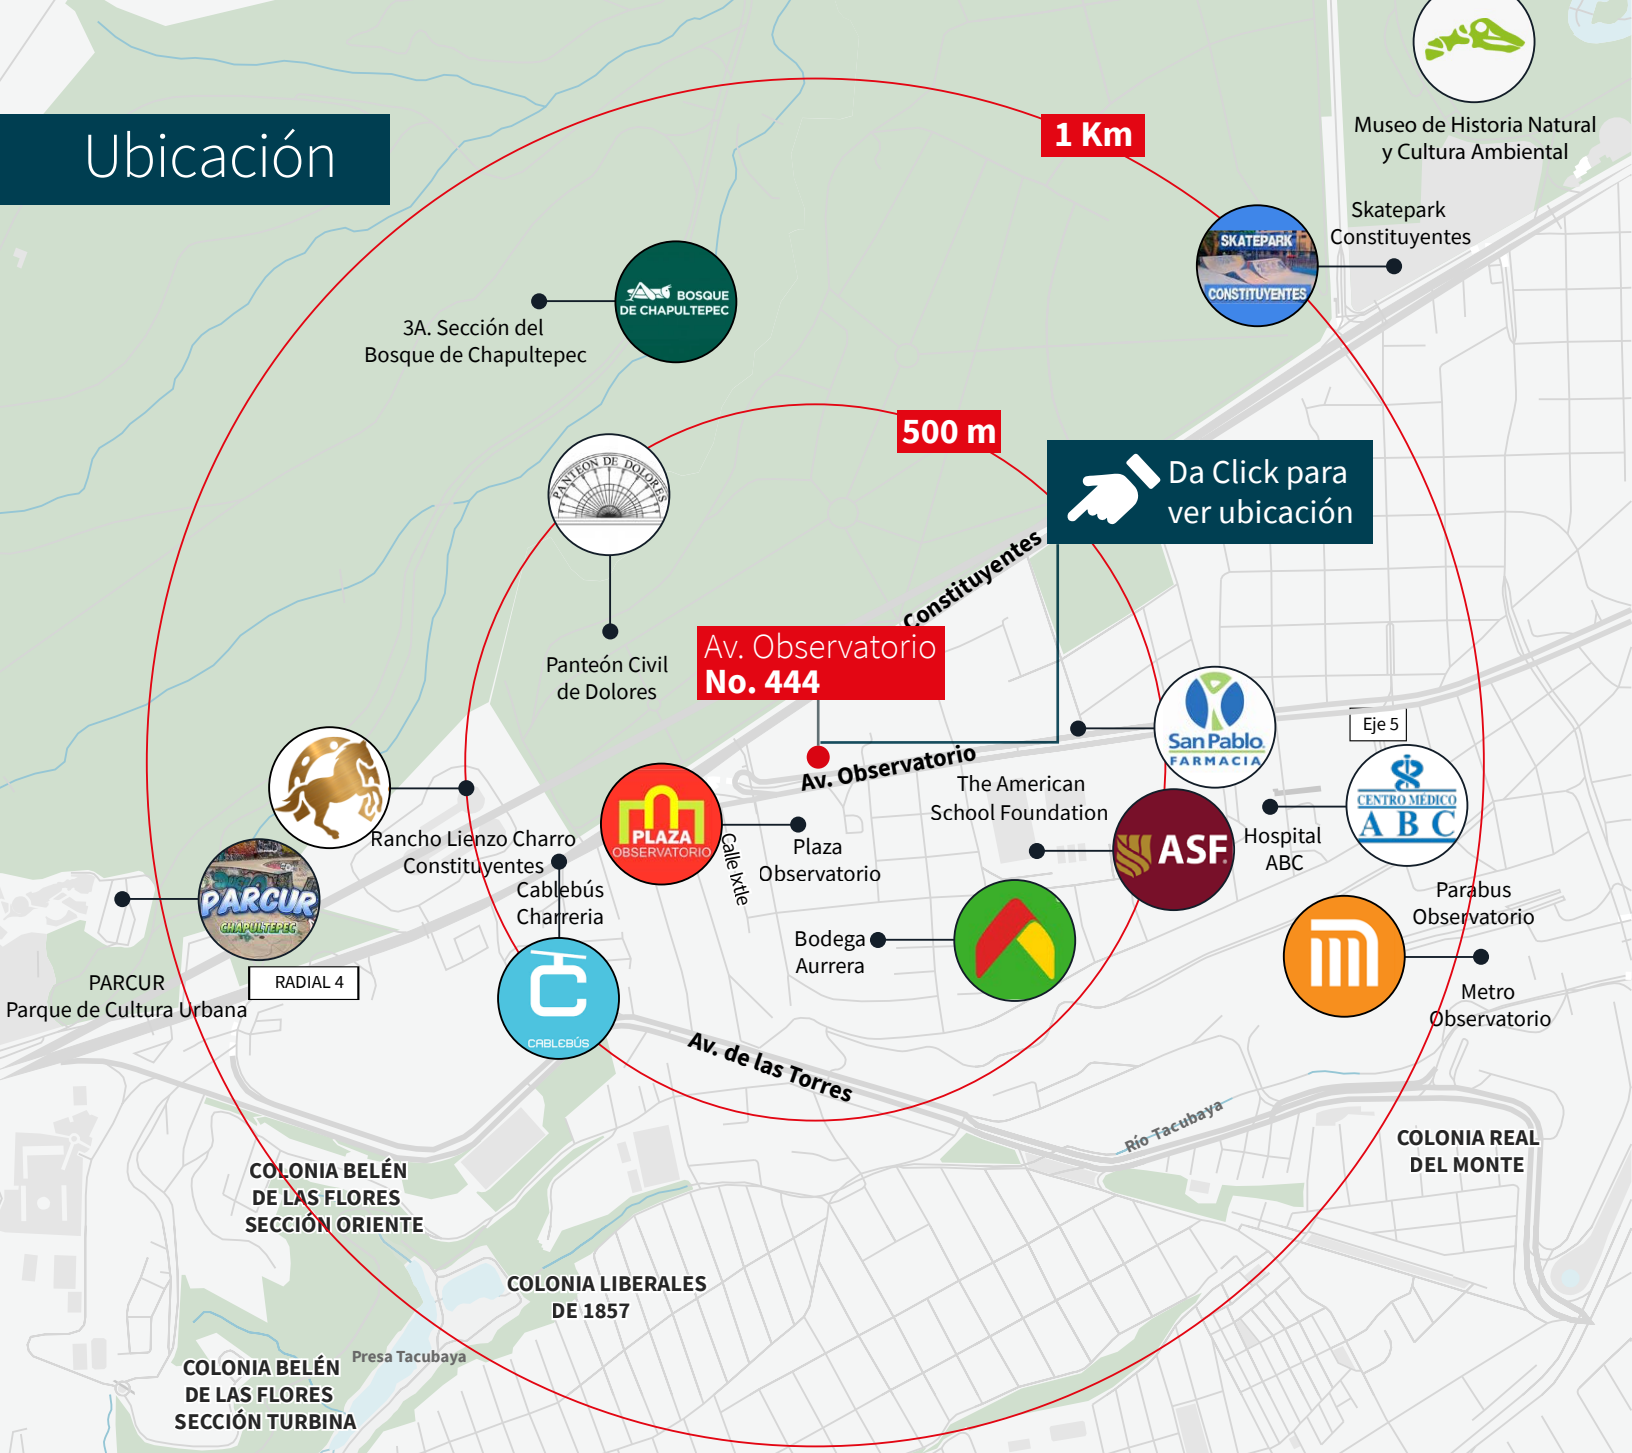 Ubicación
1 Km
Museo de Historia Natural
y Cultura Ambiental
Skatepark
Constituyentes
SKATEPARK
CONSTITUYENTES
BOSQUE
DE CHAPULTEPEC
3A. Sección del
Bosque de Chapultepec
500 m
PANTEON DE DOLORES
Da Click para
ver ubicación
Constituyentes
Av. Observatorio
No. 444
Panteón Civil
de Dolores
San Pablo
FARMACIA
Eje 5
Av. Observatorio
The American
School Foundation
CENTRO MÉDICO
ABC
Hospital
ABC
PLAZA
OBSERVATORIO
Calle Ixtle
Plaza
Observatorio
ASF
Rancho Lienzo Charro
Constituyentes
Cablebús
Charreria
PARCUR
CHAPULTEPEC
Parabus
Observatorio
Bodega
Aurrera
PARCUR
Parque de Cultura Urbana
RADIAL 4
Metro
Observatorio
CABLEBÚS
Av. de las Torres
Río Tacubaya
COLONIA REAL
DEL MONTE
COLONIA BELÉN
DE LAS FLORES
SECCIÓN ORIENTE
COLONIA LIBERALES
DE 1857
Presa Tacubaya
COLONIA BELÉN
DE LAS FLORES
SECCIÓN TURBINA